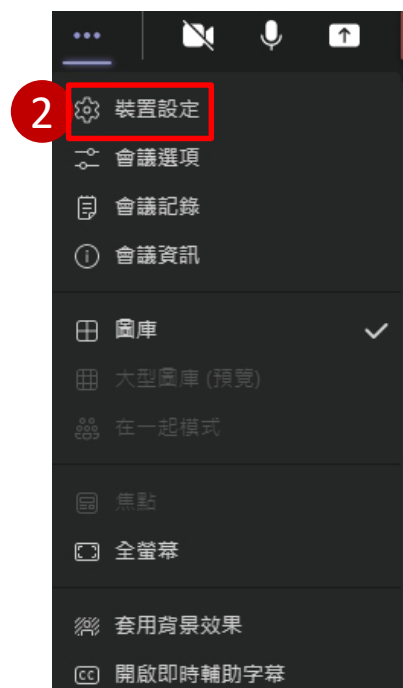 2
裝置設定
會議選項
會議記錄
會議資訊
圖庫
大型圖庫 (預覽)
在一起模式
焦點
全螢幕
套用背景效果
CC 開啟即時輔助字幕